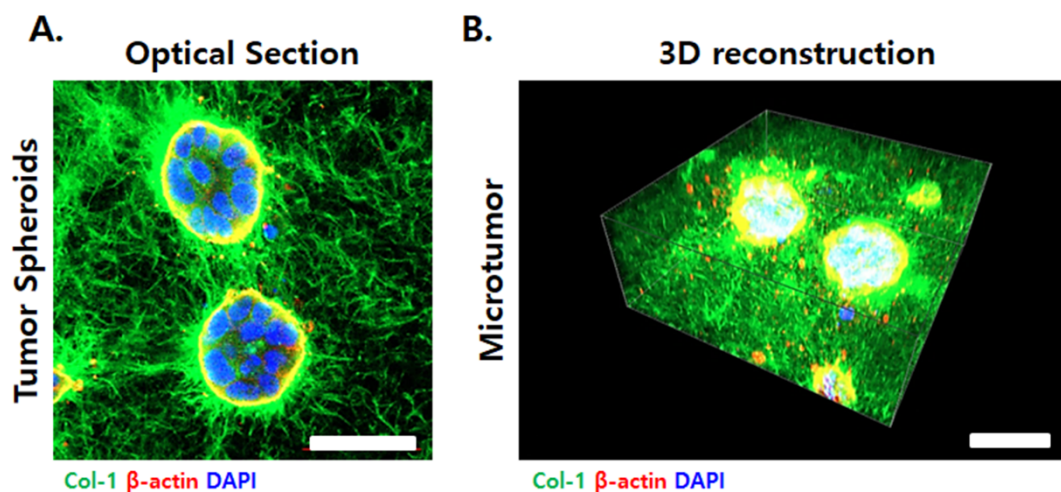 A.
Optical Section
Tumor Spheroids
Col-1 β-actin DAPI
B.
3D reconstruction
Microtumor
Col-1 β-actin DAPI